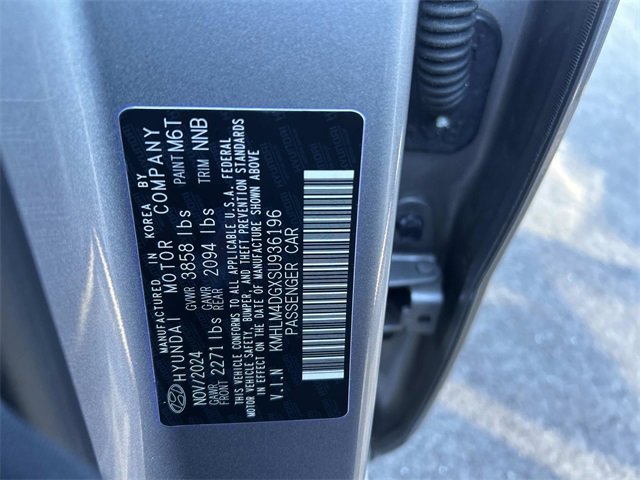 MANUFACTURED IN KOREA BY
HYUNDAI MOTOR COMPANY
NOV/2024 GVWR 3858 lbs PAINT M6T
GAWR FRONT 2271 lbs GAWR REAR 2094 lbs TRIM NNB
THIS VEHICLE CONFORMS TO ALL APPLICABLE U.S.A. FEDERAL
MOTOR VEHICLE SAFETY, BUMPER, AND THEFT PREVENTION STANDARDS
IN EFFECT ON THE DATE OF MANUFACTURE SHOWN ABOVE
V.I.N KMHLM4DGXSU936196
PASSENGER CAR